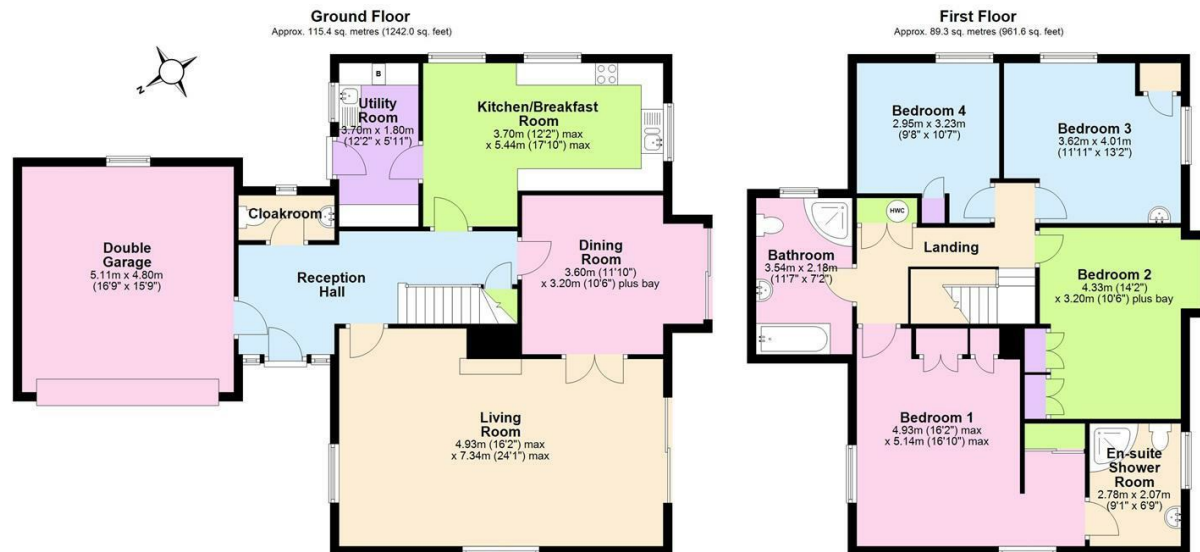 Ground Floor
Approx. 115.4 sq. metres (1242.0 sq. feet)
N
B
Utility
Room
3.70m x 1.80m
(12'2" x 5'11")
Kitchen/Breakfast
Room
3.70m (12'2") max
x 5.44m (17'10") max
Cloakroom
Double
Garage
5.11m x 4.80m
(16'9" x 15'9")
Reception
Hall
Dining
Room
3.60m (11'10")
x 3.20m (10'6") plus bay
Living
Room
4.93m (16'2") max
x 7.34m (24'1") max
First Floor
Approx. 89.3 sq. metres (961.6 sq. feet)
Bedroom 4
2.95m x 3.23m
(9'8" x 10'7")
Bedroom 3
3.62m x 4.01m
(11'11" x 13'2")
HWC
Landing
Bathroom
3.54m x 2.18m
(11'7" x 7'2")
Bedroom 2
4.33m (14'2")
x 3.20m (10'6") plus bay
Bedroom 1
4.93m (16'2") max
x 5.14m (16'10") max
En-suite
Shower
Room
2.78m x 2.07m
(9'1" x 6'9")